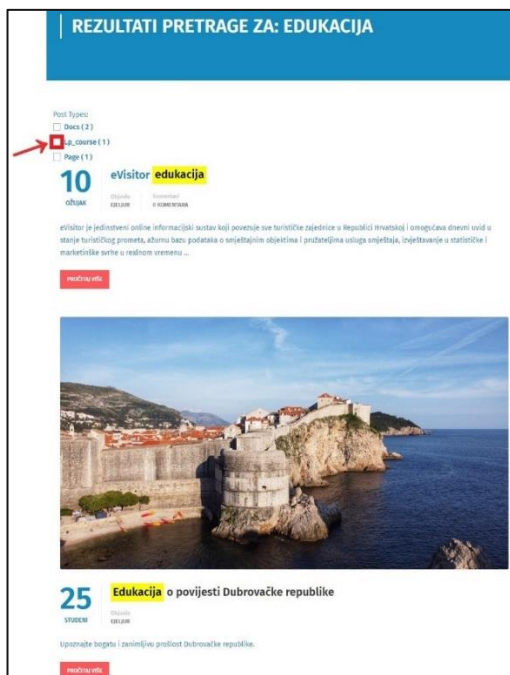 REZULTATI PRETRAGE ZA: EDUKACIJA
Post Types:
Docs ( 2 )
Lp_course ( 1 )
Page ( 1 )
10
OŽUJAK
eVisitor edukacija
Objavio
DJELJUR
Komentari
0 KOMENTARA
eVisitor je jedinstveni online informacijski sustav koji povezuje sve turističke zajednice u Republici Hrvatskoj i omogućava dnevni uvid u
stanje turističkog prometa, ažurnu bazu podataka o smještajnim objektima i pružateljima usluga smještaja, izvještavanje u statističke i
marketinške svrhe u realnom vremenu ...
PROČITAJ VIŠE
25
STUDENI
Edukacija o povijesti Dubrovačke republike
Objavio
DJELJUR
Upoznajte bogatu i zanimljivu prošlost Dubrovačke republike.
PROČITAJ VIŠE